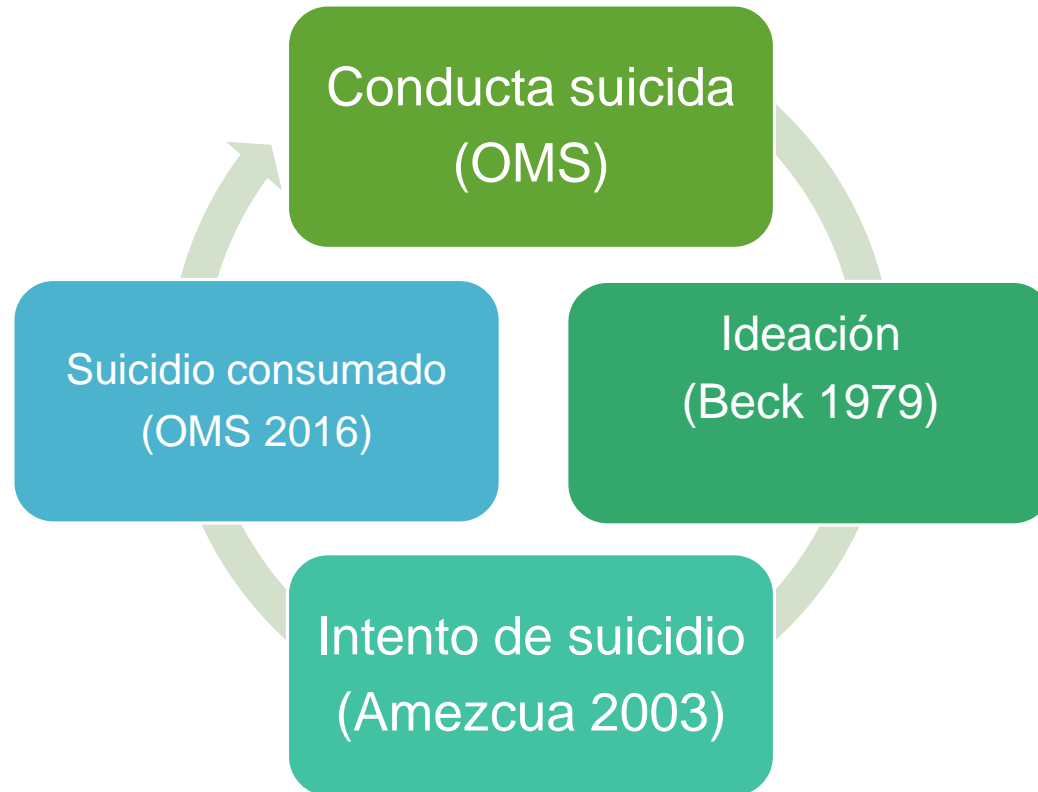 Conducta suicida
(OMS)
Ideación
(Beck 1979)
Intento de suicidio
(Amezcua 2003)
Suicidio consumado
(OMS 2016)